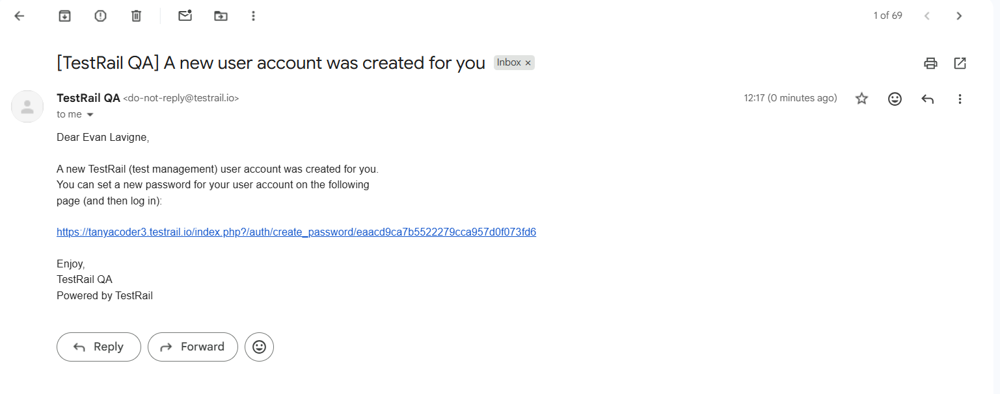 1 of 69
[TestRail QA] A new user account was created for you Inbox ×
TestRail QA <do-not-reply@testrail.io> 12:17 (0 minutes ago)
to me
Dear Evan Lavigne,
A new TestRail (test management) user account was created for you.
You can set a new password for your user account on the following
page (and then log in):
https://tanyacoder3.testrail.io/index.php?/auth/create_password/eaacd9ca7b5522279cca957d0f073fd6
Enjoy,
TestRail QA
Powered by TestRail
Reply Forward